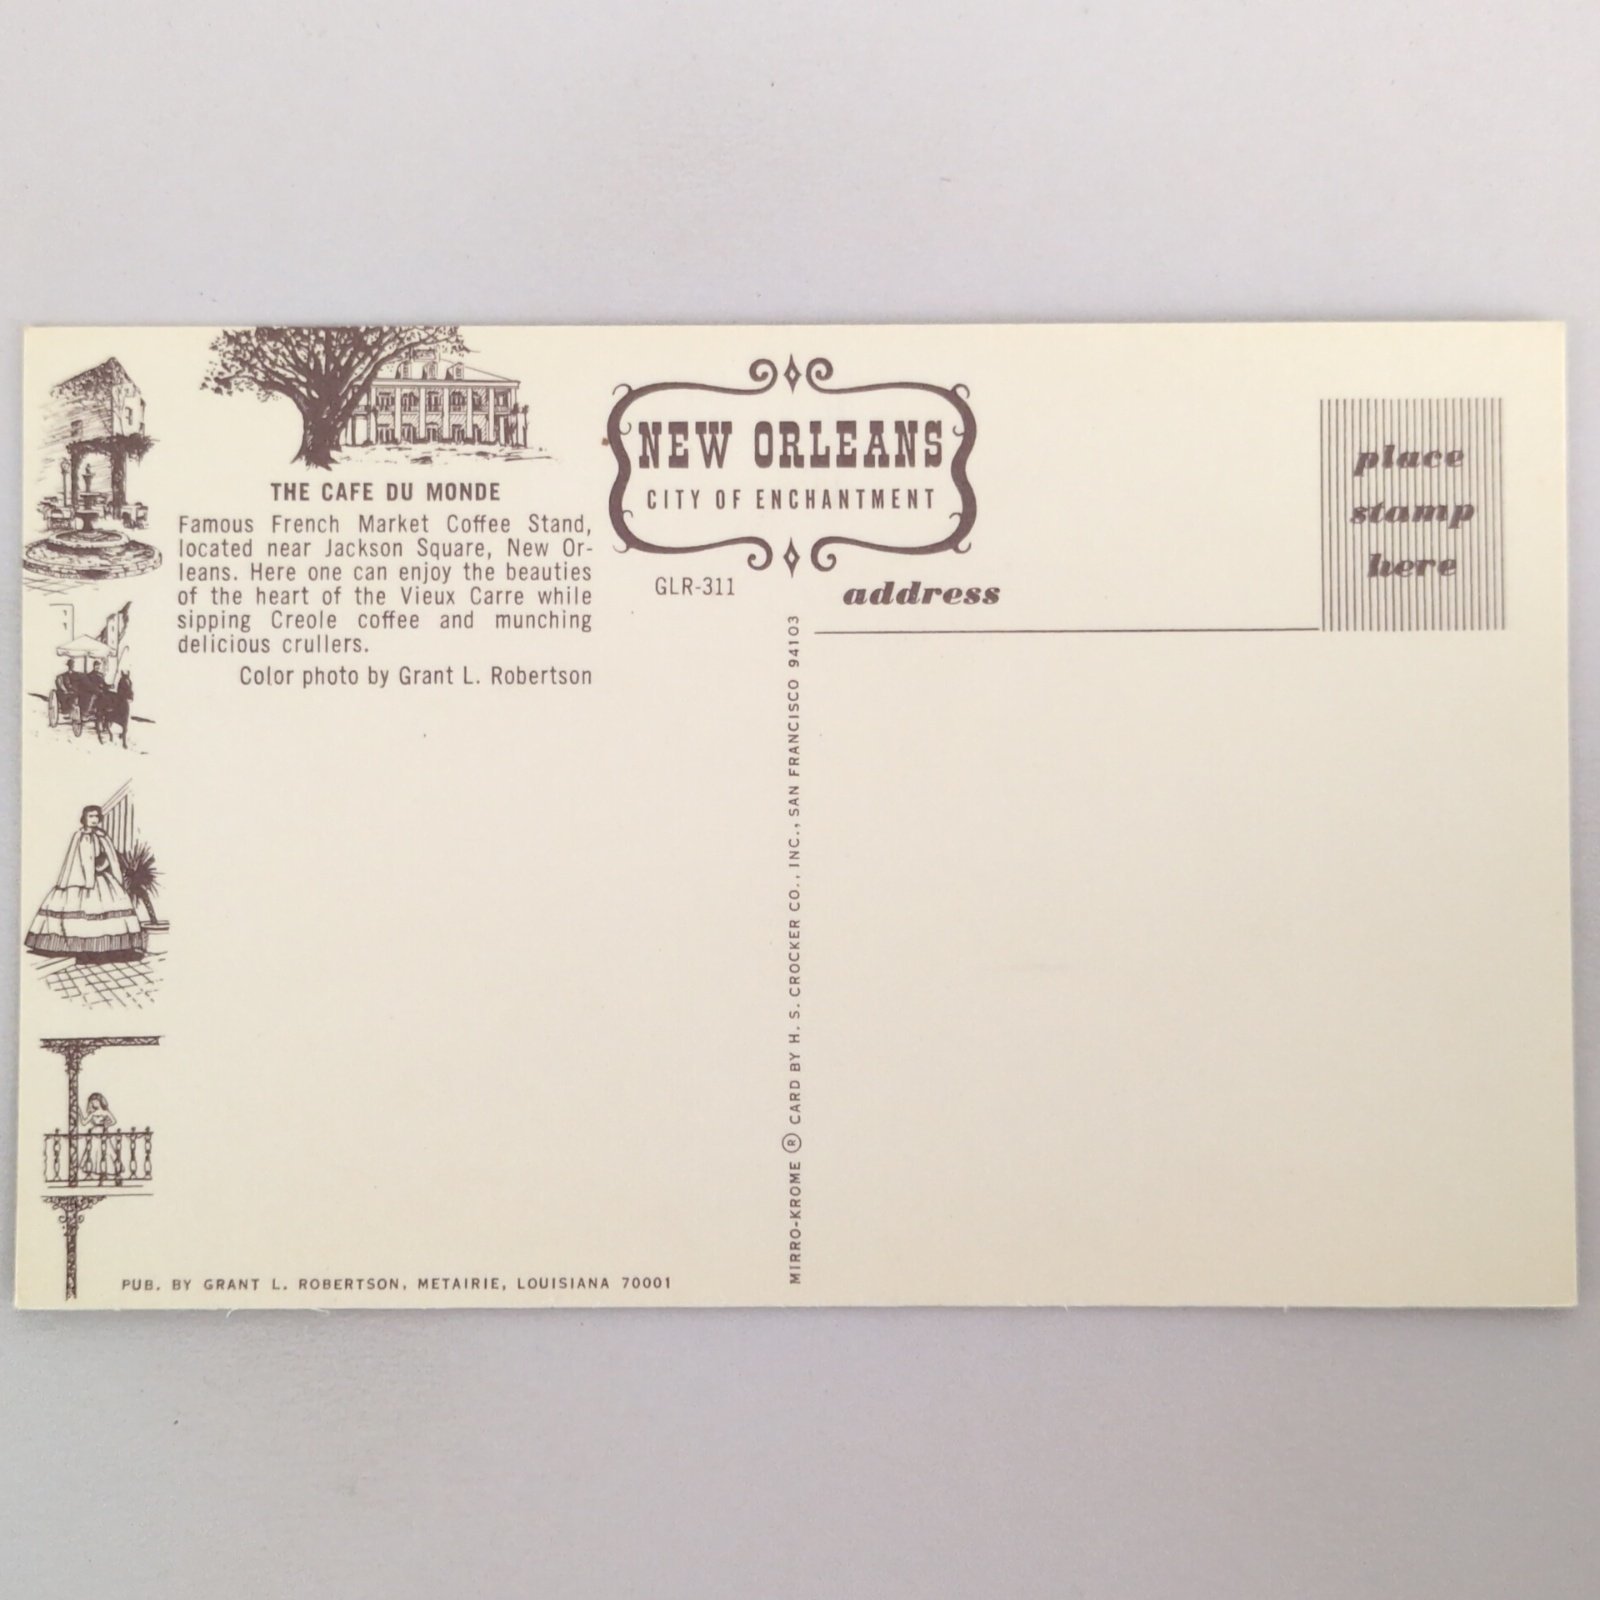 THE CAFE DU MONDE
Famous French Market Coffee Stand,
located near Jackson Square, New Or-
leans. Here one can enjoy the beauties
of the heart of the Vieux Carre while
sipping Creole coffee and munching
delicious crullers.
Color photo by Grant L. Robertson
NEW ORLEANS
CITY OF ENCHANTMENT
GLR-311
address
place
stamp
here
MIRRO-KROME ® CARD BY H. S. CROCKER CO., INC., SAN FRANCISCO 94103
PUB. BY GRANT L. ROBERTSON, METAIRIE, LOUISIANA 70001